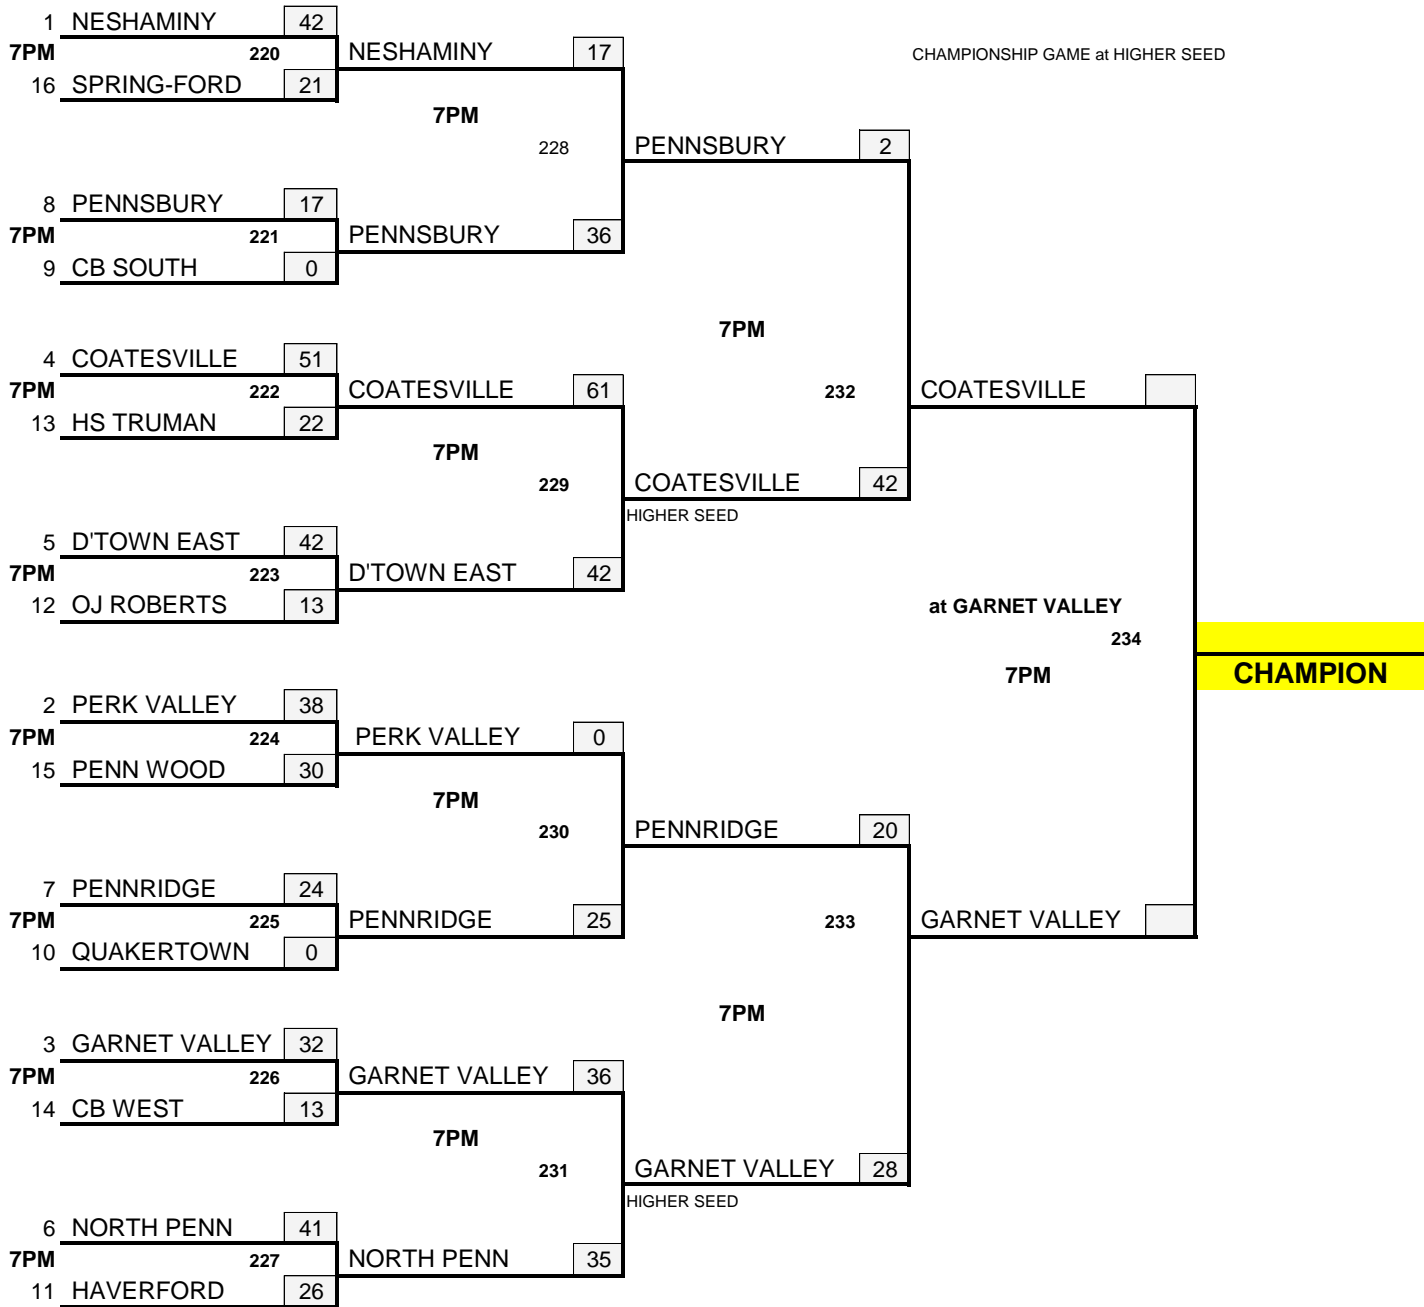 1 NESHAMINY 42
7PM 220 NESHAMINY 17
CHAMPIONSHIP GAME at HIGHER SEED
16 SPRING-FORD 21
7PM
228 PENNSBURY 2
8 PENNSBURY 17
7PM 221 PENNSBURY 36
9 CB SOUTH 0
7PM
4 COATESVILLE 51
7PM 222 COATESVILLE 61 232 COATESVILLE
13 HS TRUMAN 22
7PM
229 COATESVILLE 42
HIGHER SEED
5 D'TOWN EAST 42
7PM 223 D'TOWN EAST 42
12 OJ ROBERTS 13
at GARNET VALLEY
234
7PM CHAMPION
2 PERK VALLEY 38
7PM 224 PERK VALLEY 0
15 PENN WOOD 30
7PM
230 PENNRIDGE 20
7 PENNRIDGE 24
7PM 225 PENNRIDGE 25 233 GARNET VALLEY
10 QUAKERTOWN 0
7PM
3 GARNET VALLEY 32
7PM 226 GARNET VALLEY 36
14 CB WEST 13
7PM
231 GARNET VALLEY 28
HIGHER SEED
6 NORTH PENN 41
7PM 227 NORTH PENN 35
11 HAVERFORD 26